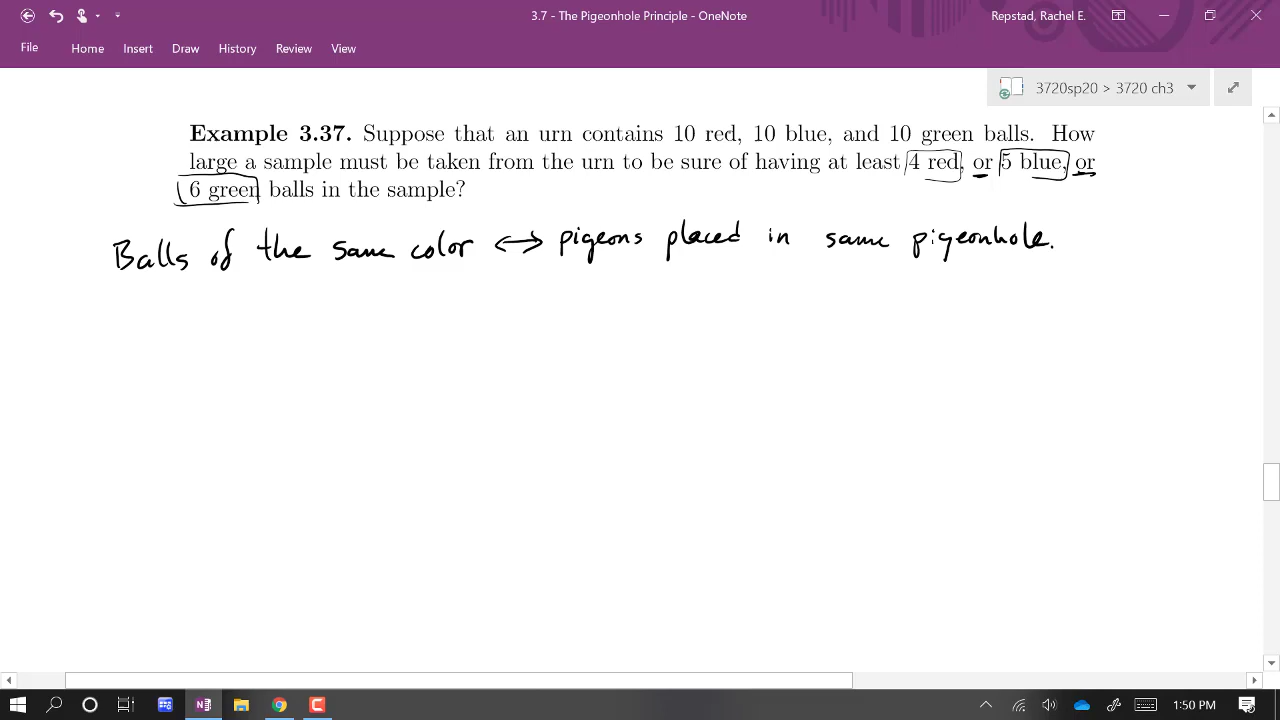 3.7 - The Pigeonhole Principle - OneNote
Repstad, Rachel E.
File Home Insert Draw History Review View
3720sp20 > 3720 ch3
Example 3.37. Suppose that an urn contains 10 red, 10 blue, and 10 green balls. How
large a sample must be taken from the urn to be sure of having at least 4 red, or 5 blue, or
6 green balls in the sample?
Balls of the same color ↔ pigeons placed in same pigeonhole.
1:50 PM